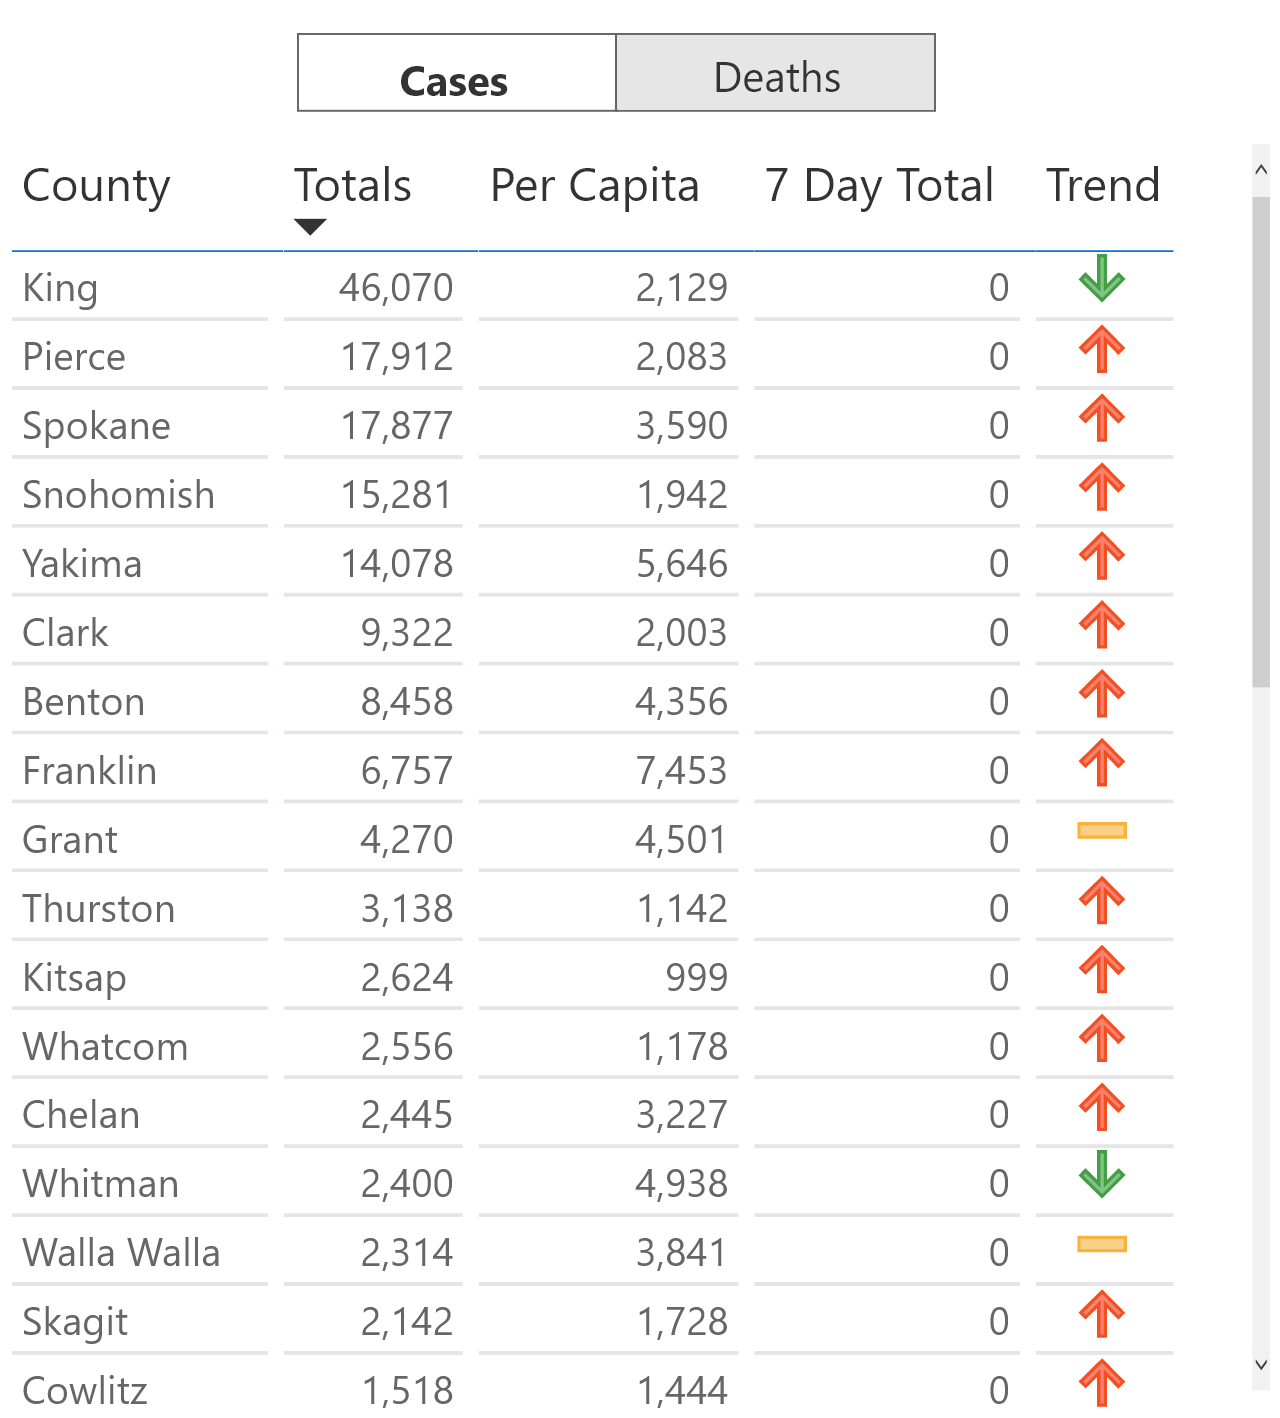 Cases Deaths
County Totals Per Capita 7 Day Total Trend
King 46,070 2,129 0
Pierce 17,912 2,083 0
Spokane 17,877 3,590 0
Snohomish 15,281 1,942 0
Yakima 14,078 5,646 0
Clark 9,322 2,003 0
Benton 8,458 4,356 0
Franklin 6,757 7,453 0
Grant 4,270 4,501 0
Thurston 3,138 1,142 0
Kitsap 2,624 999 0
Whatcom 2,556 1,178 0
Chelan 2,445 3,227 0
Whitman 2,400 4,938 0
Walla Walla 2,314 3,841 0
Skagit 2,142 1,728 0
Cowlitz 1,518 1,444 0